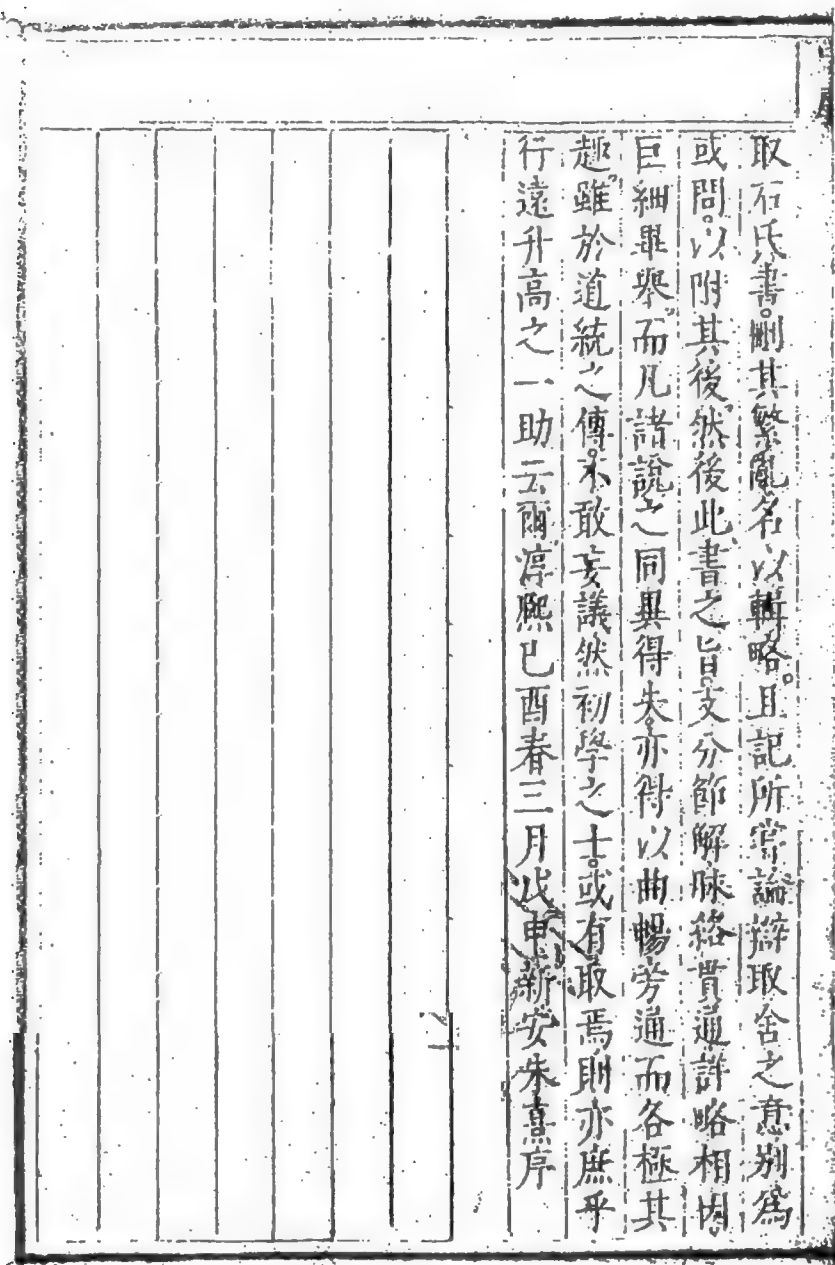 序
取石氏書。刪其繁亂名以輯略。且記所嘗論辯取舍之意別爲
或問。以附其後。然後此書之旨。支分節解脉絡貫通詳略相因。
巨細畢舉。而凡諸說之同異得失。亦得以曲暢旁通而各極其
趣。雖於道統之傳。不敢妄議然初學之士。或有取焉則亦庶乎
行遠升高之一助云爾淳熙己酉春三月戊申新安朱熹序